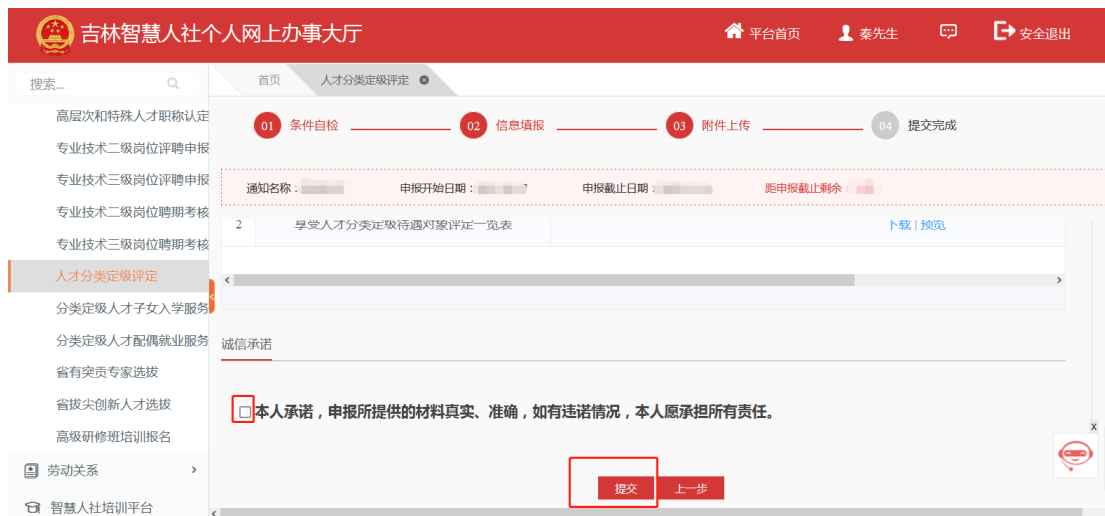 吉林智慧人社个人网上办事大厅
平台首页 秦先生 安全退出
搜索...
首页 人才分类定级评定
高层次和特殊人才职称认定
专业技术二级岗位评聘申报
专业技术三级岗位评聘申报
专业技术二级岗位聘期考核
专业技术三级岗位聘期考核
人才分类定级评定
分类定级人才子女入学服务
分类定级人才配偶就业服务
省有突贡专家选拔
省拔尖创新人才选拔
高级研修班培训报名
劳动关系
智慧人社培训平台
01 条件自检 02 信息填报 03 附件上传 04 提交完成
通知名称： 申报开始日期： 7 申报截止日期： 距申报截止剩余
2 享受人才分类定级待遇对象评定一览表 下载 | 预览
诚信承诺
本人承诺，申报所提供的材料真实、准确，如有违诺情况，本人愿承担所有责任。
x
提交 上一步